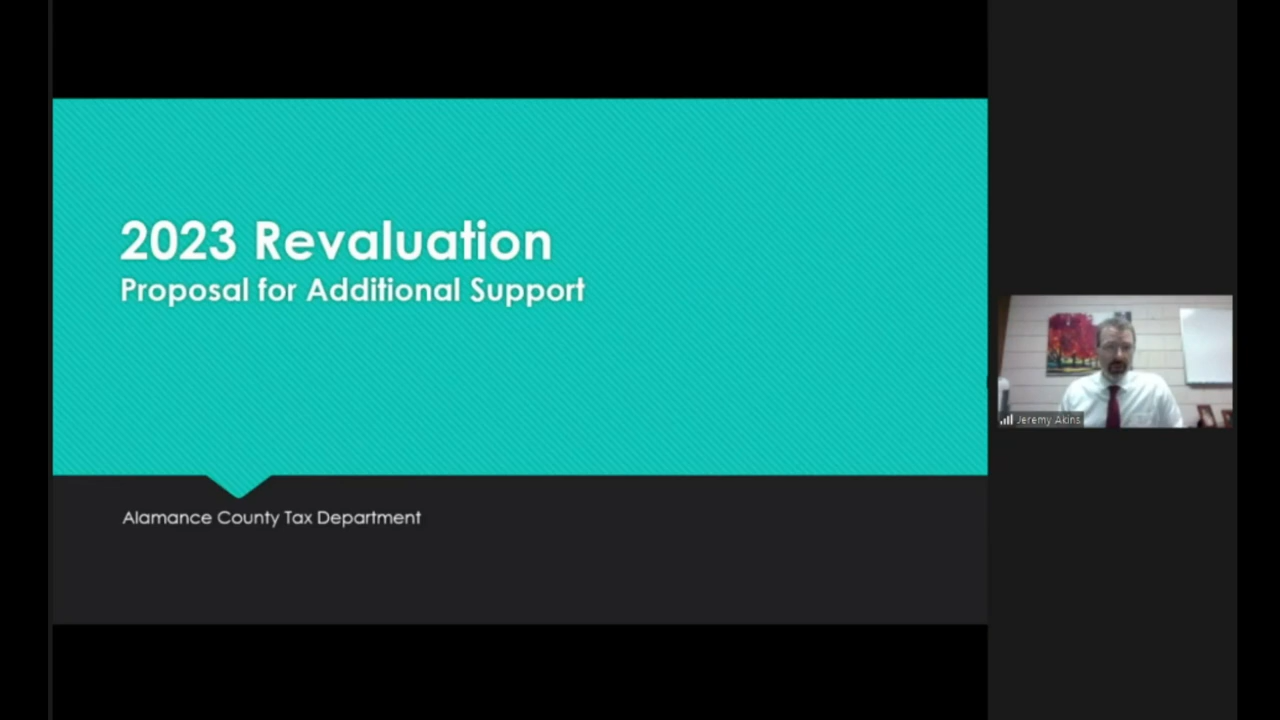 2023 Revaluation
Proposal for Additional Support
Alamance County Tax Department
Jeremy Akins